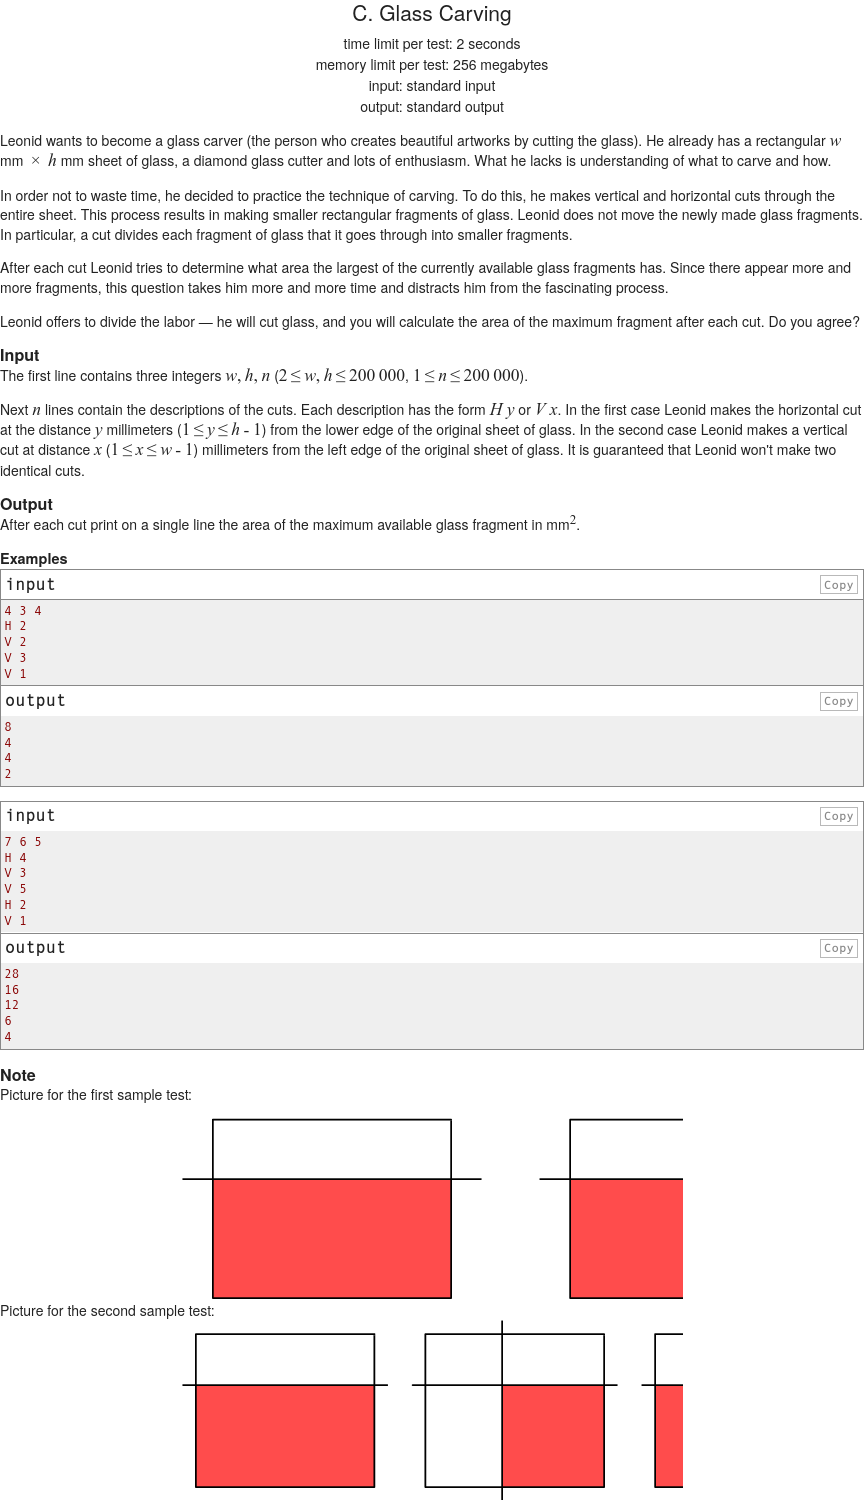 C. Glass Carving
time limit per test: 2 seconds
memory limit per test: 256 megabytes
input: standard input
output: standard output
Leonid wants to become a glass carver (the person who creates beautiful artworks by cutting the glass). He already has a rectangular w
mm × h mm sheet of glass, a diamond glass cutter and lots of enthusiasm. What he lacks is understanding of what to carve and how.
In order not to waste time, he decided to practice the technique of carving. To do this, he makes vertical and horizontal cuts through the
entire sheet. This process results in making smaller rectangular fragments of glass. Leonid does not move the newly made glass fragments.
In particular, a cut divides each fragment of glass that it goes through into smaller fragments.
After each cut Leonid tries to determine what area the largest of the currently available glass fragments has. Since there appear more and
more fragments, this question takes him more and more time and distracts him from the fascinating process.
Leonid offers to divide the labor — he will cut glass, and you will calculate the area of the maximum fragment after each cut. Do you agree?
Input
The first line contains three integers w, h, n (2 ≤ w, h ≤ 200 000, 1 ≤ n ≤ 200 000).
Next n lines contain the descriptions of the cuts. Each description has the form H y or V x. In the first case Leonid makes the horizontal cut
at the distance y millimeters (1 ≤ y ≤ h - 1) from the lower edge of the original sheet of glass. In the second case Leonid makes a vertical
cut at distance x (1 ≤ x ≤ w - 1) millimeters from the left edge of the original sheet of glass. It is guaranteed that Leonid won't make two
identical cuts.
Output
After each cut print on a single line the area of the maximum available glass fragment in mm².
Examples
input Copy
4 3 4
H 2
V 2
V 3
V 1
output Copy
8
4
4
2
input Copy
7 6 5
H 4
V 3
V 5
H 2
V 1
output Copy
28
16
12
6
4
Note
Picture for the first sample test:
Picture for the second sample test: